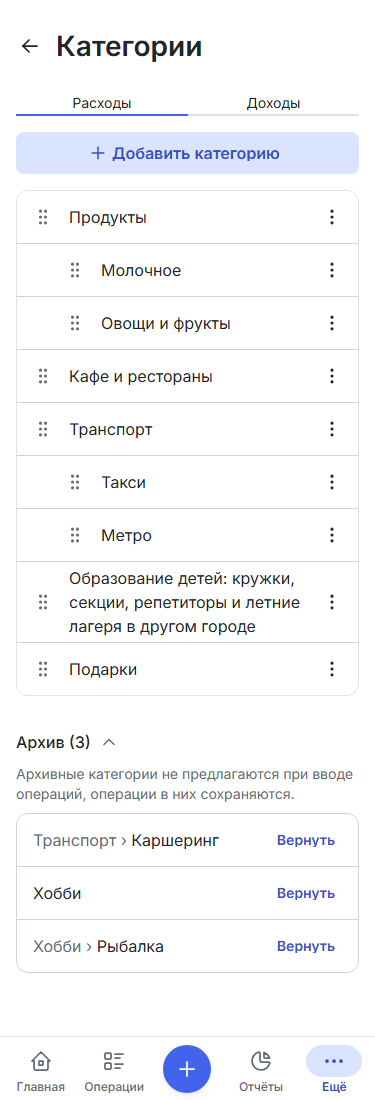 Категории
Расходы
Доходы
Добавить категорию
Продукты
Молочное
Овощи и фрукты
Кафе и рестораны
Транспорт
Такси
Метро
Образование детей: кружки,
секции, репетиторы и летние
лагеря в другом городе
Подарки
Архив (3)
Архивные категории не предлагаются при вводе
операций, операции в них сохраняются.
Транспорт › Каршеринг Вернуть
Хобби Вернуть
Хобби › Рыбалка Вернуть
Главная
Операции
Отчёты
Ещё